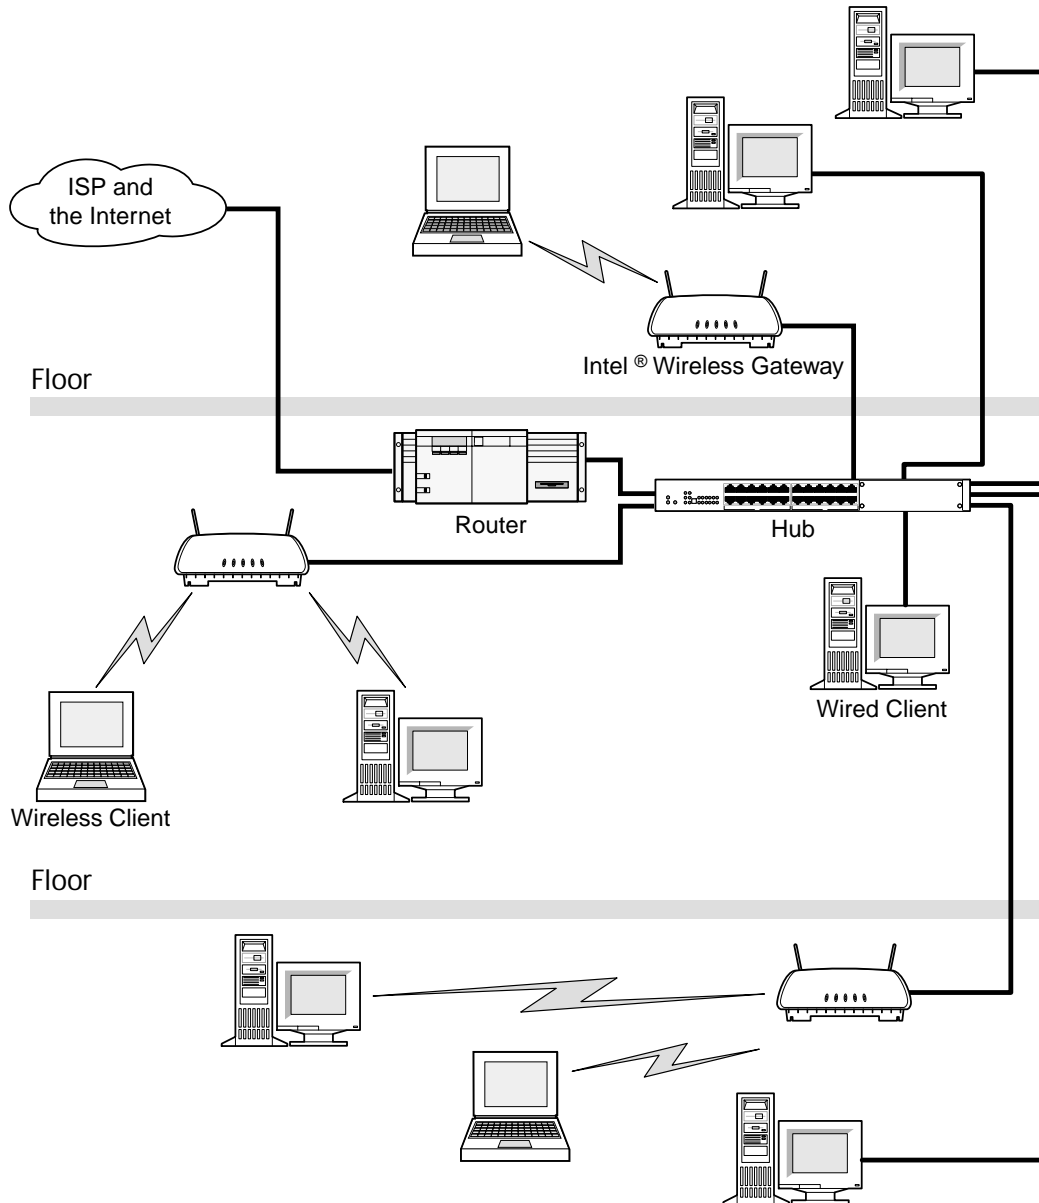 ISP and
the Internet
Intel ® Wireless Gateway
Floor
Router
Hub
Wired Client
Wireless Client
Floor